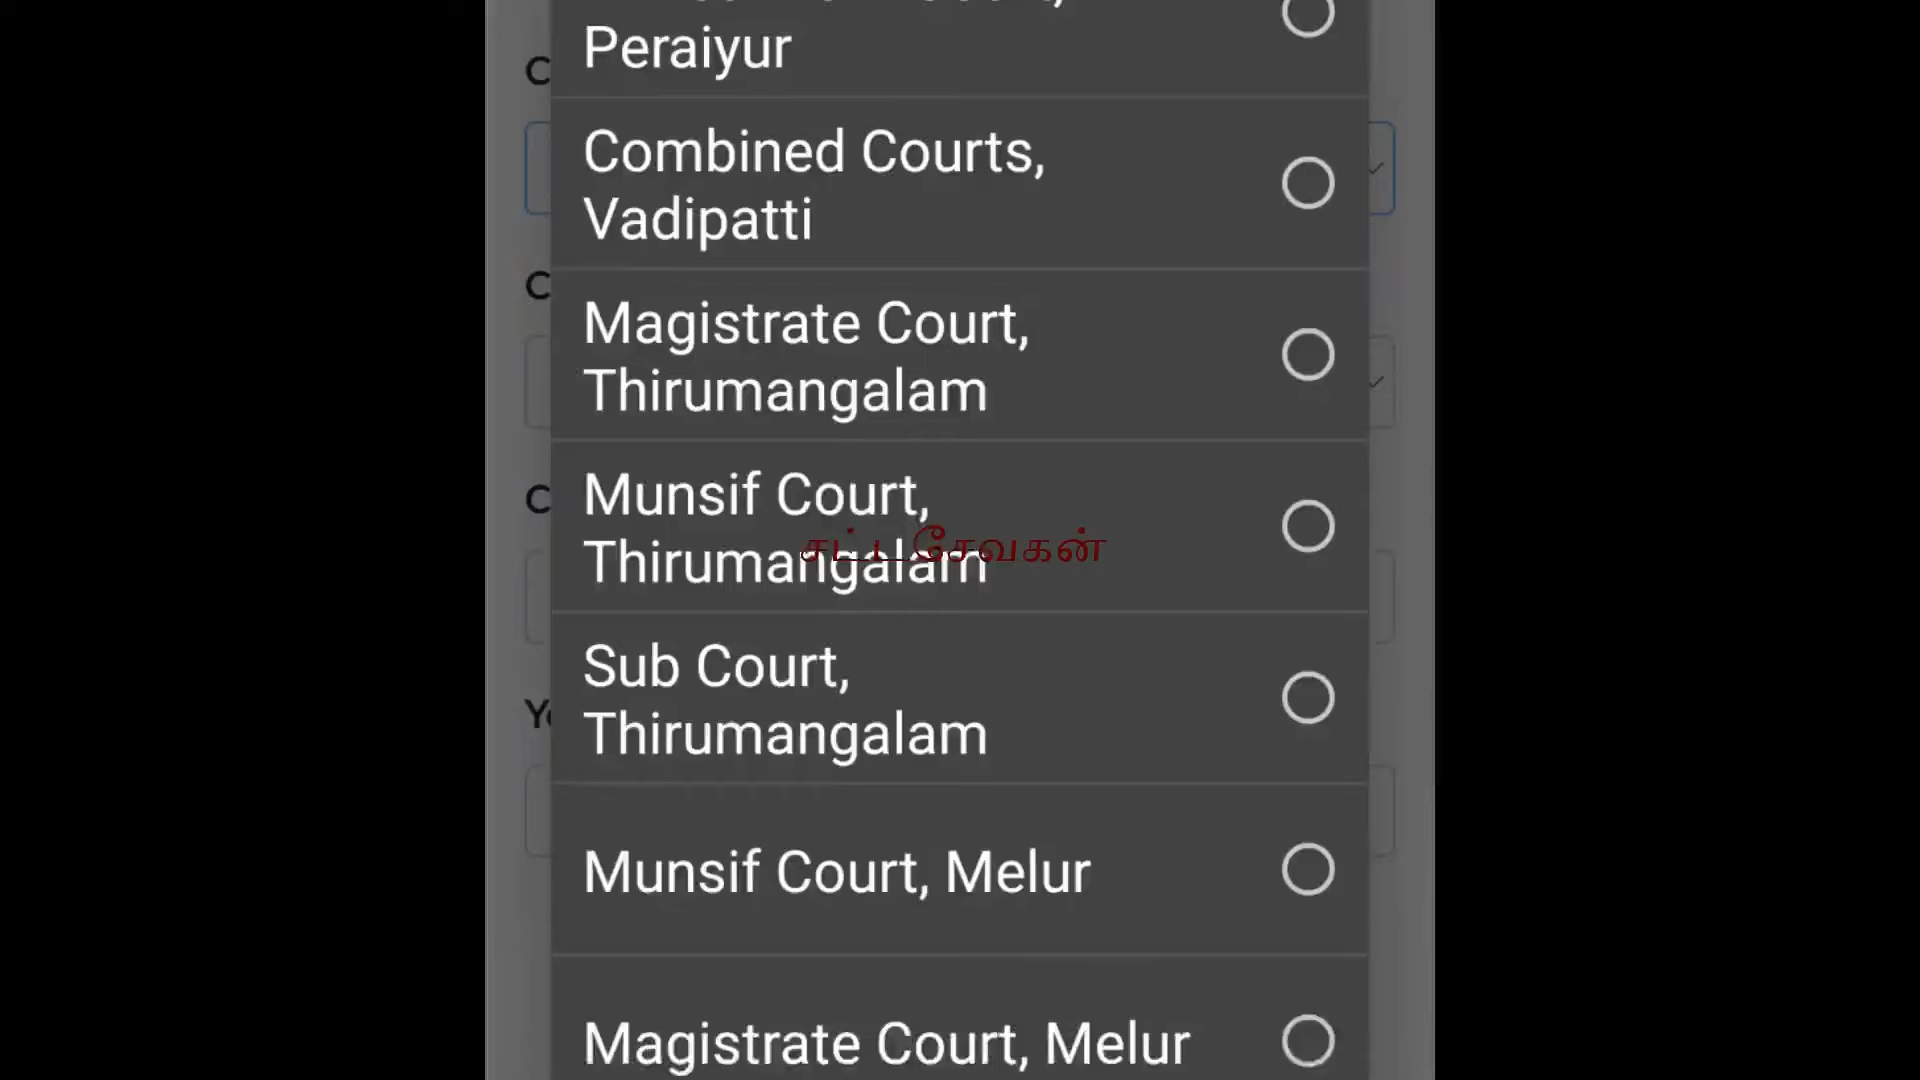 Peraiyur
Combined Courts,
Vadipatti
Magistrate Court,
Thirumangalam
Munsif Court,
Thirumangalam
சட்ட சேவகன்
Sub Court,
Thirumangalam
Munsif Court, Melur
Magistrate Court, Melur